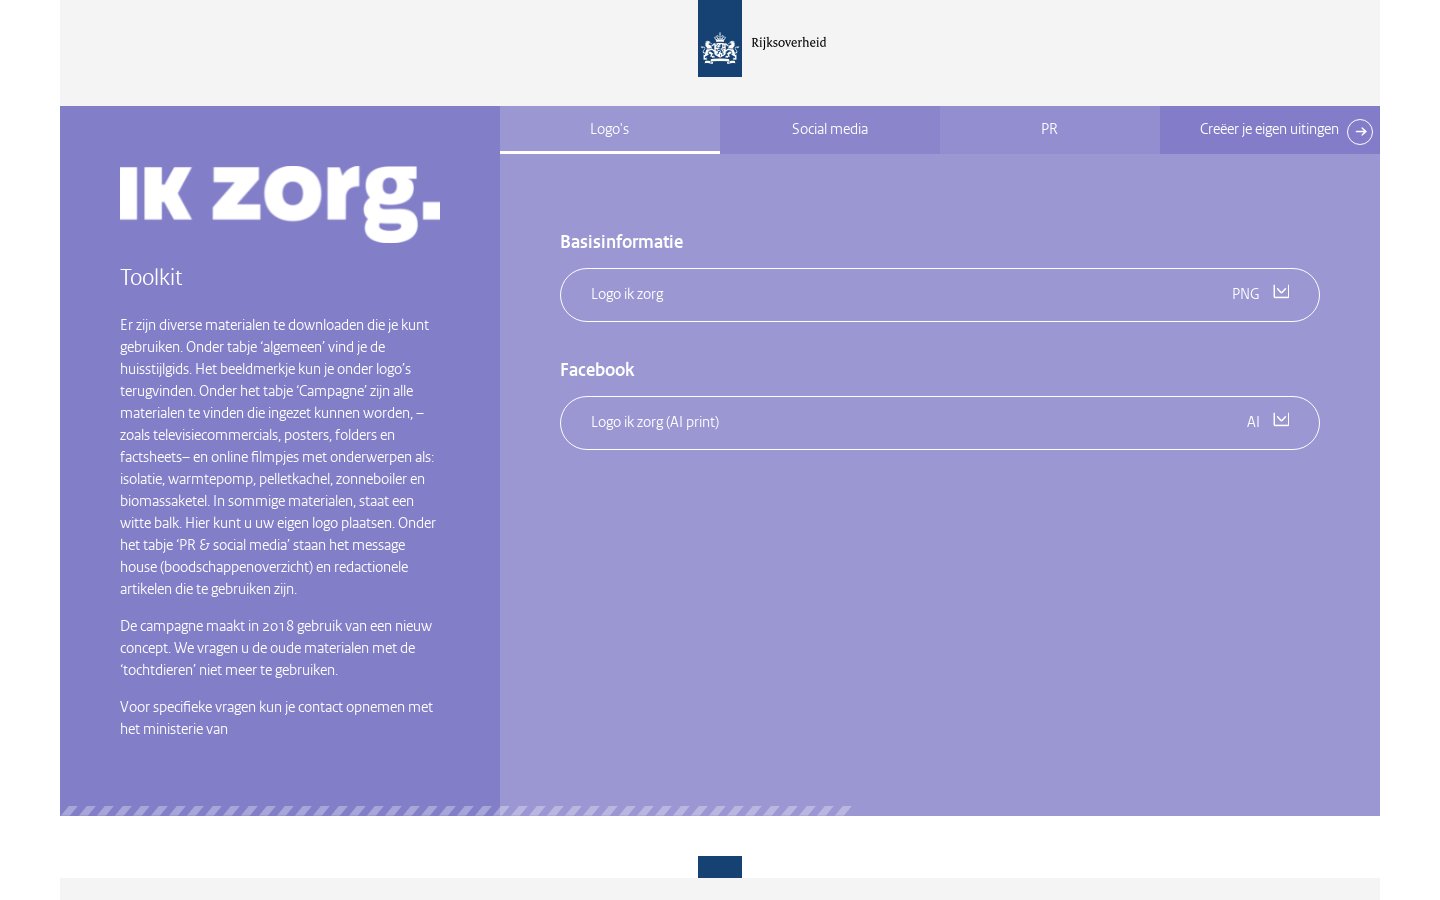 Rijksoverheid
Logo's
Social media
PR
Creëer je eigen uitingen
IK zorg.
Toolkit
Er zijn diverse materialen te downloaden die je kunt
gebruiken. Onder tabje ‘algemeen’ vind je de
huisstijlgids. Het beeldmerkje kun je onder logo’s
terugvinden. Onder het tabje ‘Campagne’ zijn alle
materialen te vinden die ingezet kunnen worden, –
zoals televisiecommercials, posters, folders en
factsheets– en online filmpjes met onderwerpen als:
isolatie, warmtepomp, pelletkachel, zonneboiler en
biomassaketel. In sommige materialen, staat een
witte balk. Hier kunt u uw eigen logo plaatsen. Onder
het tabje ‘PR & social media’ staan het message
house (boodschappenoverzicht) en redactionele
artikelen die te gebruiken zijn.
De campagne maakt in 2018 gebruik van een nieuw
concept. We vragen u de oude materialen met de
‘tochtdieren’ niet meer te gebruiken.
Voor specifieke vragen kun je contact opnemen met
het ministerie van
Basisinformatie
Logo ik zorg PNG
Facebook
Logo ik zorg (AI print) AI